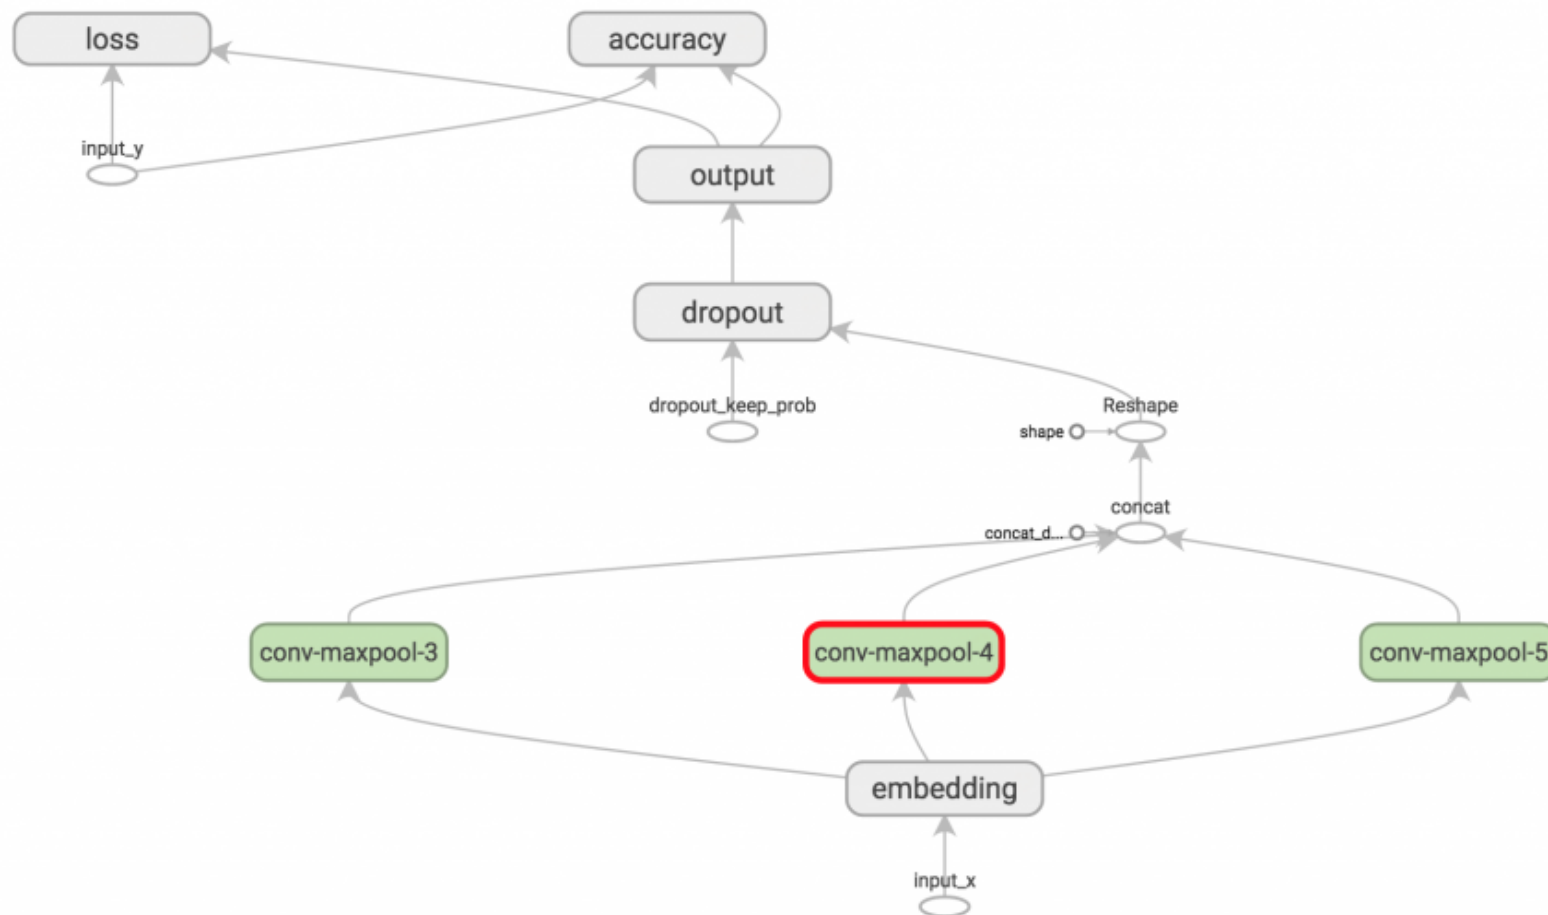 loss
accuracy
input_y
output
dropout
dropout_keep_prob
Reshape
shape
concat
concat_d...
conv-maxpool-3
conv-maxpool-4
conv-maxpool-5
embedding
input_x